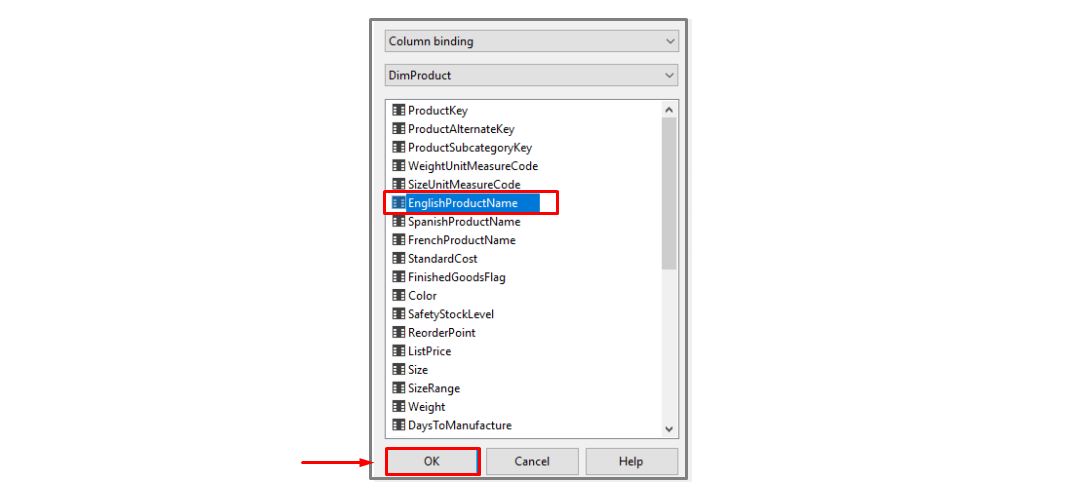 Column binding
DimProduct
ProductKey
ProductAlternateKey
ProductSubcategoryKey
WeightUnitMeasureCode
SizeUnitMeasureCode
EnglishProductName
SpanishProductName
FrenchProductName
StandardCost
FinishedGoodsFlag
Color
SafetyStockLevel
ReorderPoint
ListPrice
Size
SizeRange
Weight
DaysToManufacture
OK Cancel Help